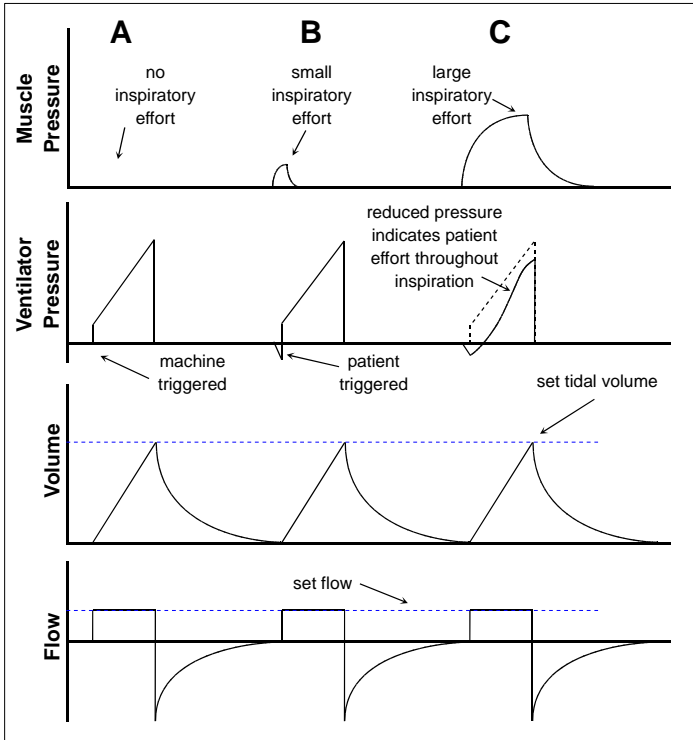 A
B
C
Muscle
Pressure
no
inspiratory
effort
small
inspiratory
effort
large
inspiratory
effort
Ventilator
Pressure
reduced pressure
indicates patient
effort throughout
inspiration
machine
triggered
patient
triggered
Volume
set tidal volume
Flow
set flow